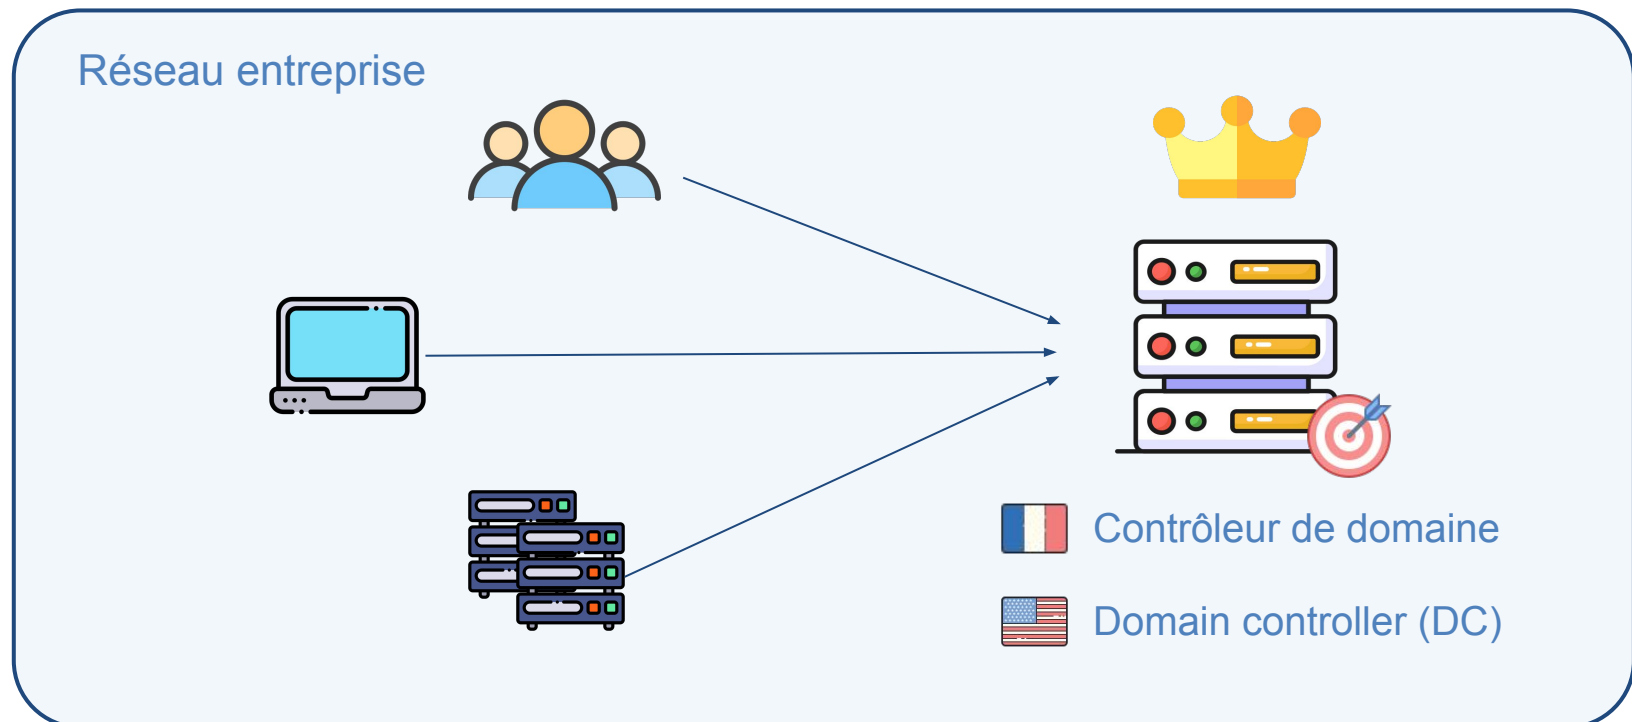 Réseau entreprise
Contrôleur de domaine
Domain controller (DC)